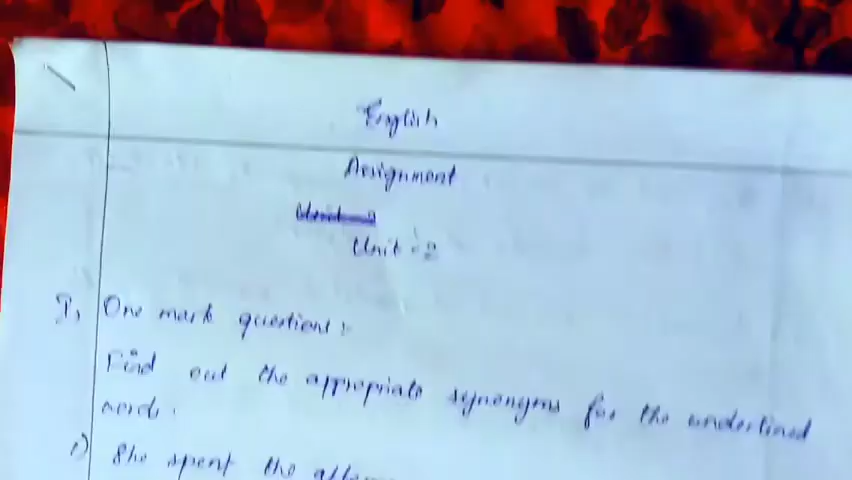 English
Assignment
Unit - 2
I, One mark questions:-
Find out the appropriate synonyms for the underlined
words.
1) She spent the